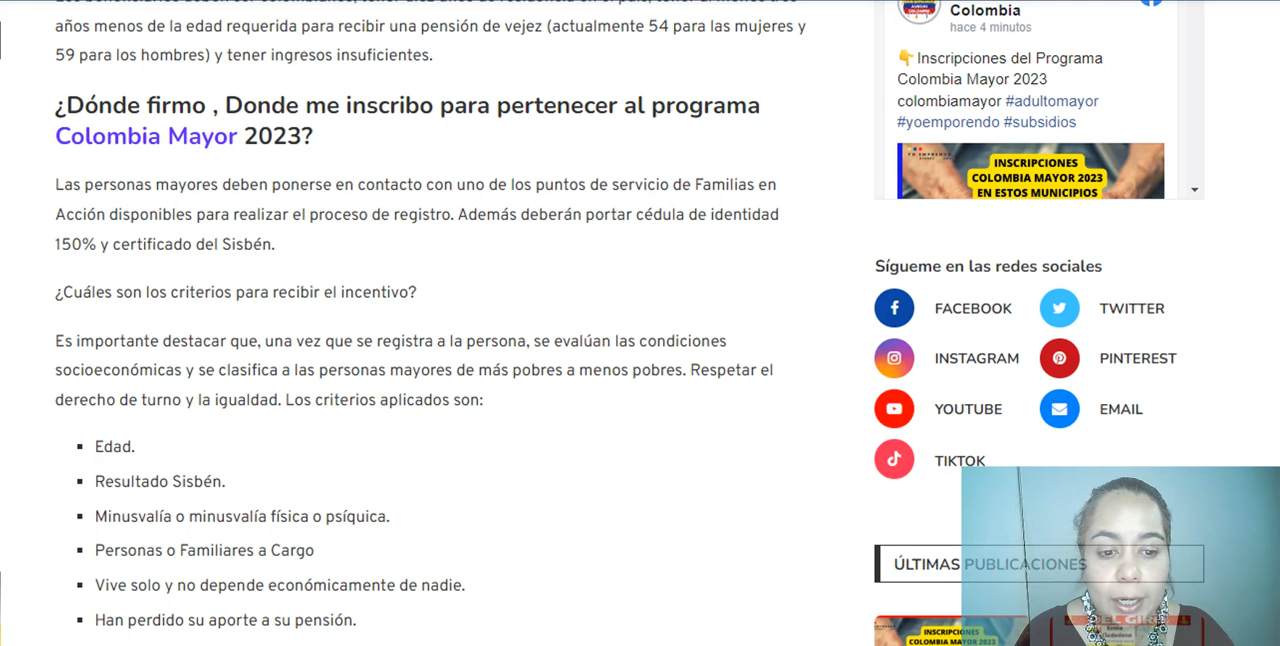 años menos de la edad requerida para recibir una pensión de vejez (actualmente 54 para las mujeres y
59 para los hombres) y tener ingresos insuficientes.
¿Dónde firmo , Donde me inscribo para pertenecer al programa
Colombia Mayor 2023?
Las personas mayores deben ponerse en contacto con uno de los puntos de servicio de Familias en
Acción disponibles para realizar el proceso de registro. Además deberán portar cédula de identidad
150% y certificado del Sisbén.
¿Cuáles son los criterios para recibir el incentivo?
Es importante destacar que, una vez que se registra a la persona, se evalúan las condiciones
socioeconómicas y se clasifica a las personas mayores de más pobres a menos pobres. Respetar el
derecho de turno y la igualdad. Los criterios aplicados son:
▪ Edad.
▪ Resultado Sisbén.
▪ Minusvalía o minusvalía física o psíquica.
▪ Personas o Familiares a Cargo
▪ Vive solo y no depende económicamente de nadie.
▪ Han perdido su aporte a su pensión.
Colombia
hace 4 minutos
👇Inscripciones del Programa
Colombia Mayor 2023
colombiamayor #adultomayor
#yoemporendo #subsidios
INSCRIPCIONES
COLOMBIA MAYOR 2023
EN ESTOS MUNICIPIOS
Sígueme en las redes sociales
FACEBOOK
TWITTER
INSTAGRAM
PINTEREST
YOUTUBE
EMAIL
TIKTOK
ÚLTIMAS PUBLICACIONES
INSCRIPCIONES
COLOMBIA MAYOR 2023
DEL GIR